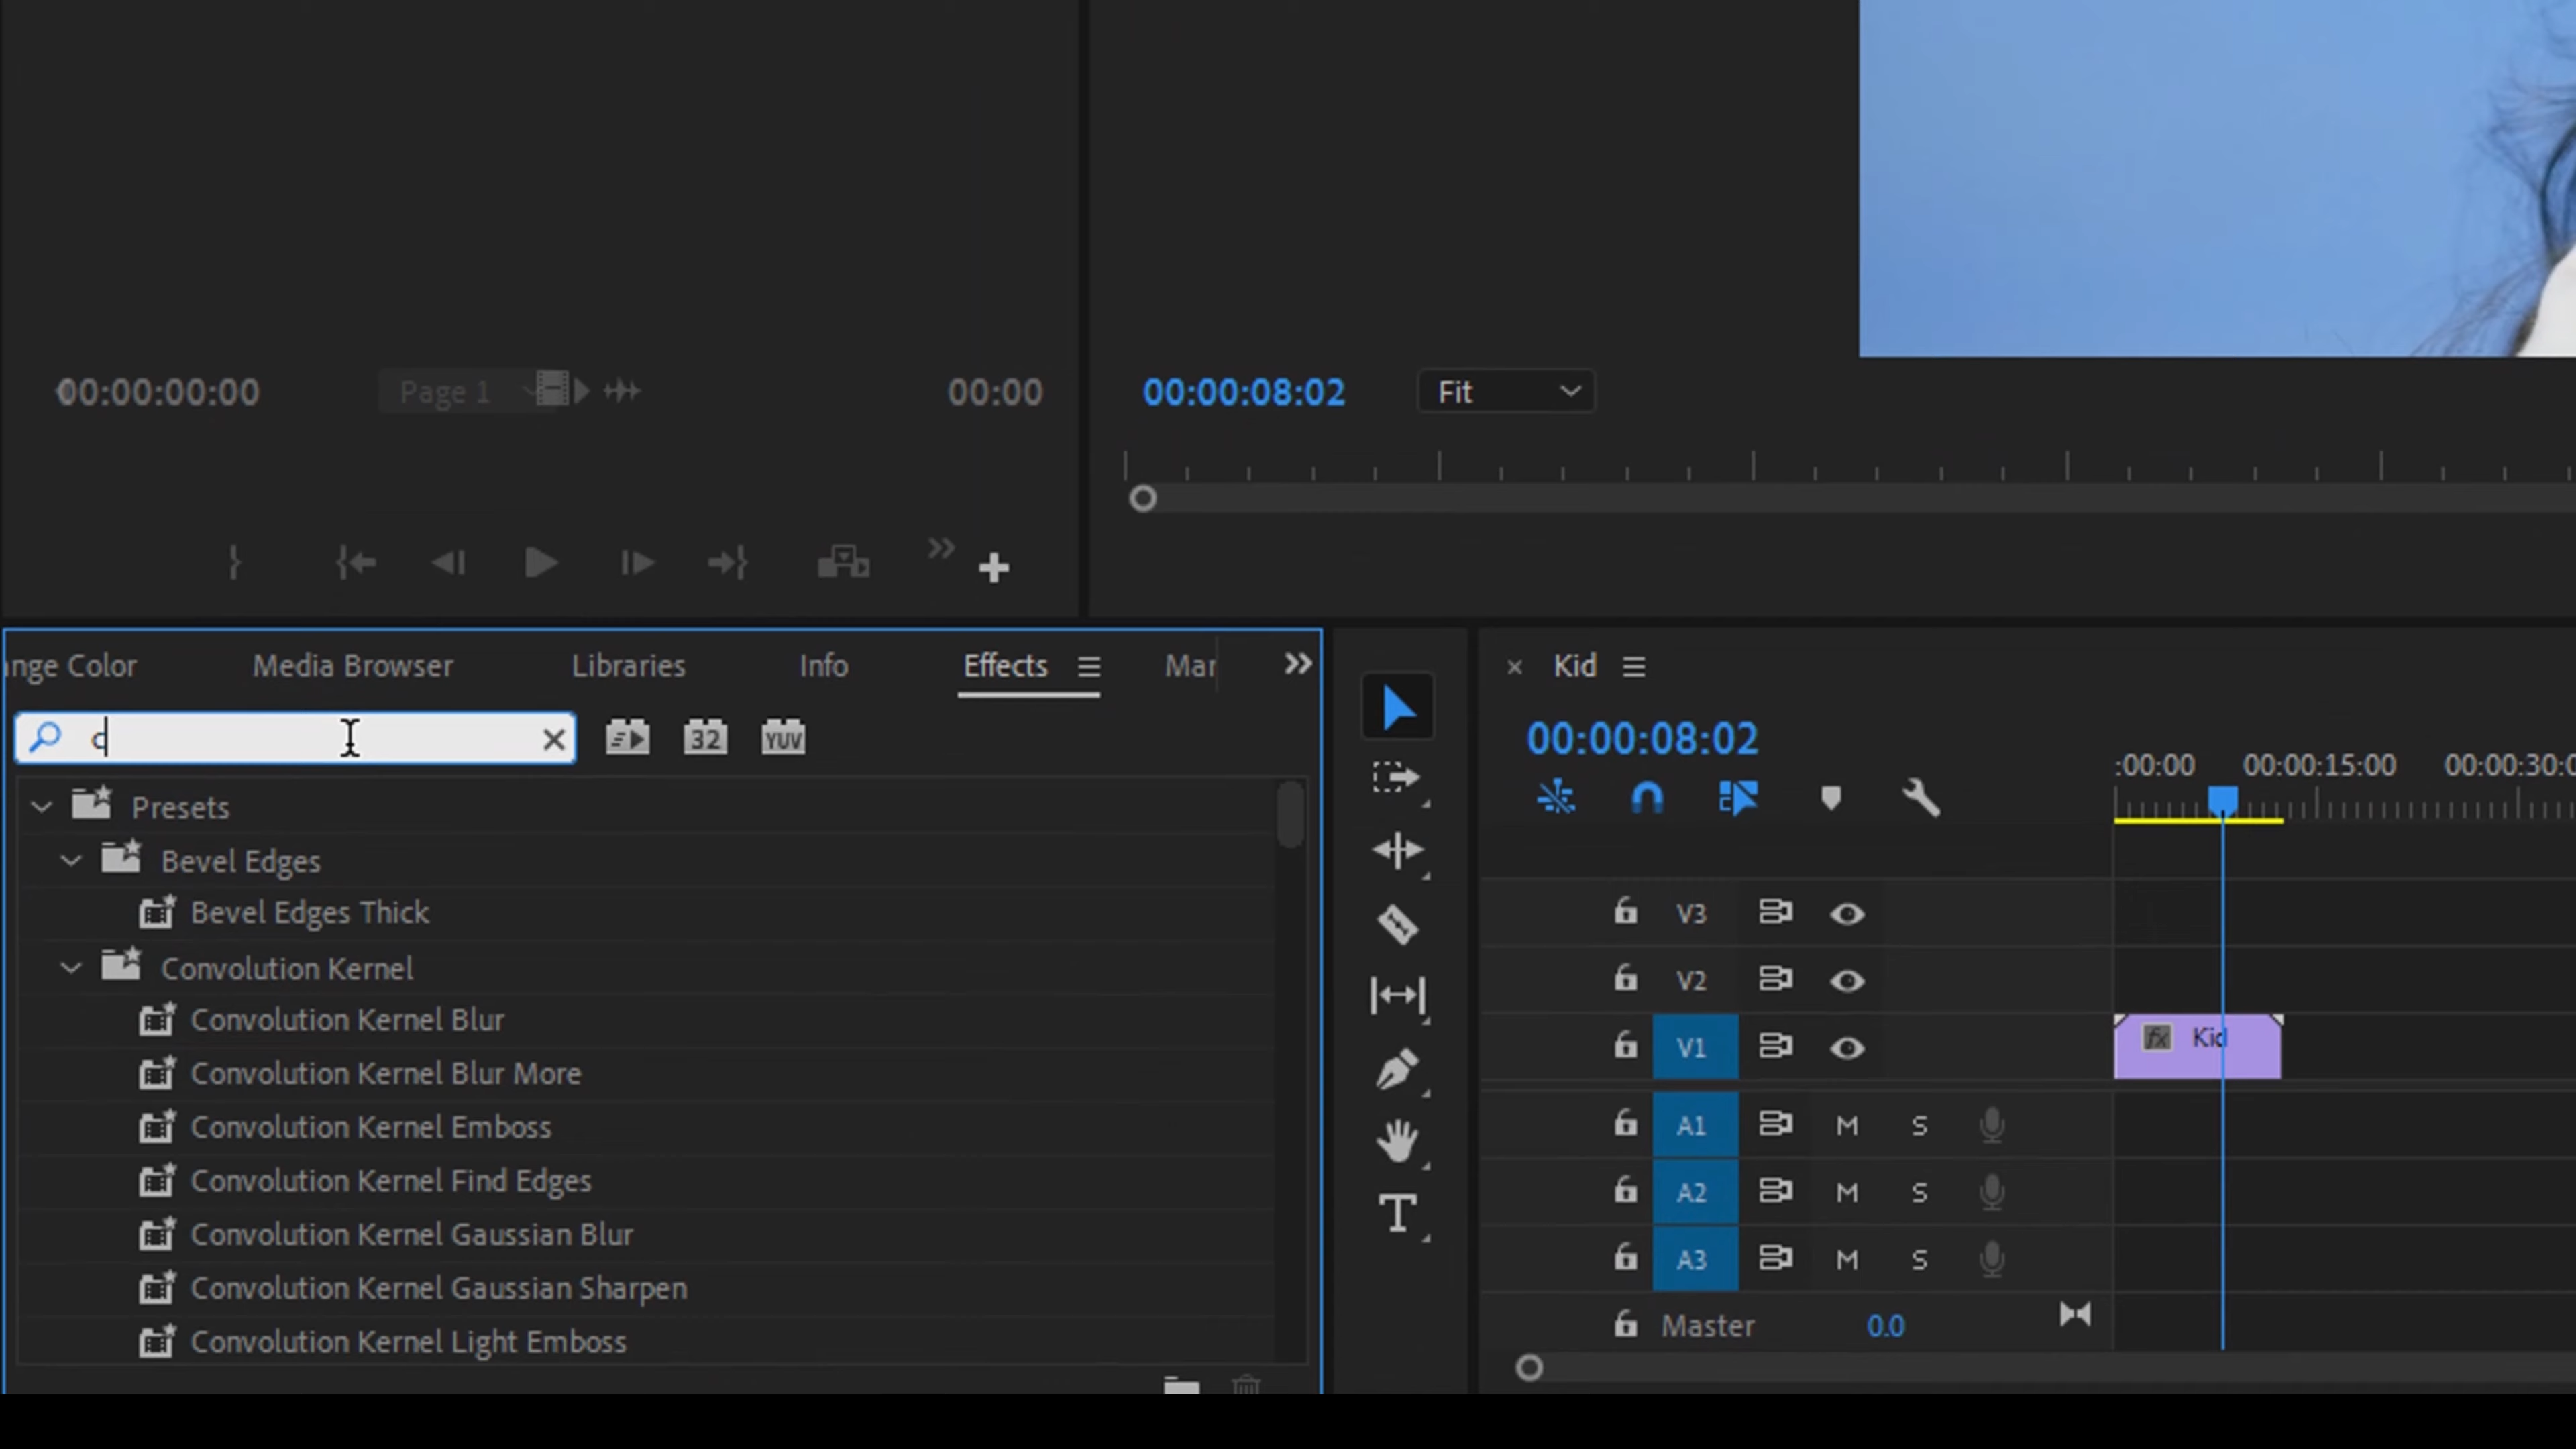 00:00:00:00
Page 1
00:00
00:00:08:02
Fit
nge Color
Media Browser
Libraries
Info
Effects
Mar
c
32
YUV
Presets
Bevel Edges
Bevel Edges Thick
Convolution Kernel
Convolution Kernel Blur
Convolution Kernel Blur More
Convolution Kernel Emboss
Convolution Kernel Find Edges
Convolution Kernel Gaussian Blur
Convolution Kernel Gaussian Sharpen
Convolution Kernel Light Emboss
T
Kid
00:00:08:02
:00:00
00:00:15:00
00:00:30:0
V3
V2
V1
fx Kid
A1 M S
A2 M S
A3 M S
Master 0.0